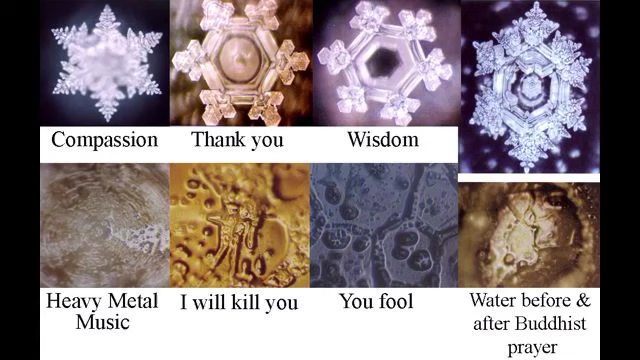 Compassion
Thank you
Wisdom
Heavy Metal
Music
I will kill you
You fool
Water before &
after Buddhist
prayer